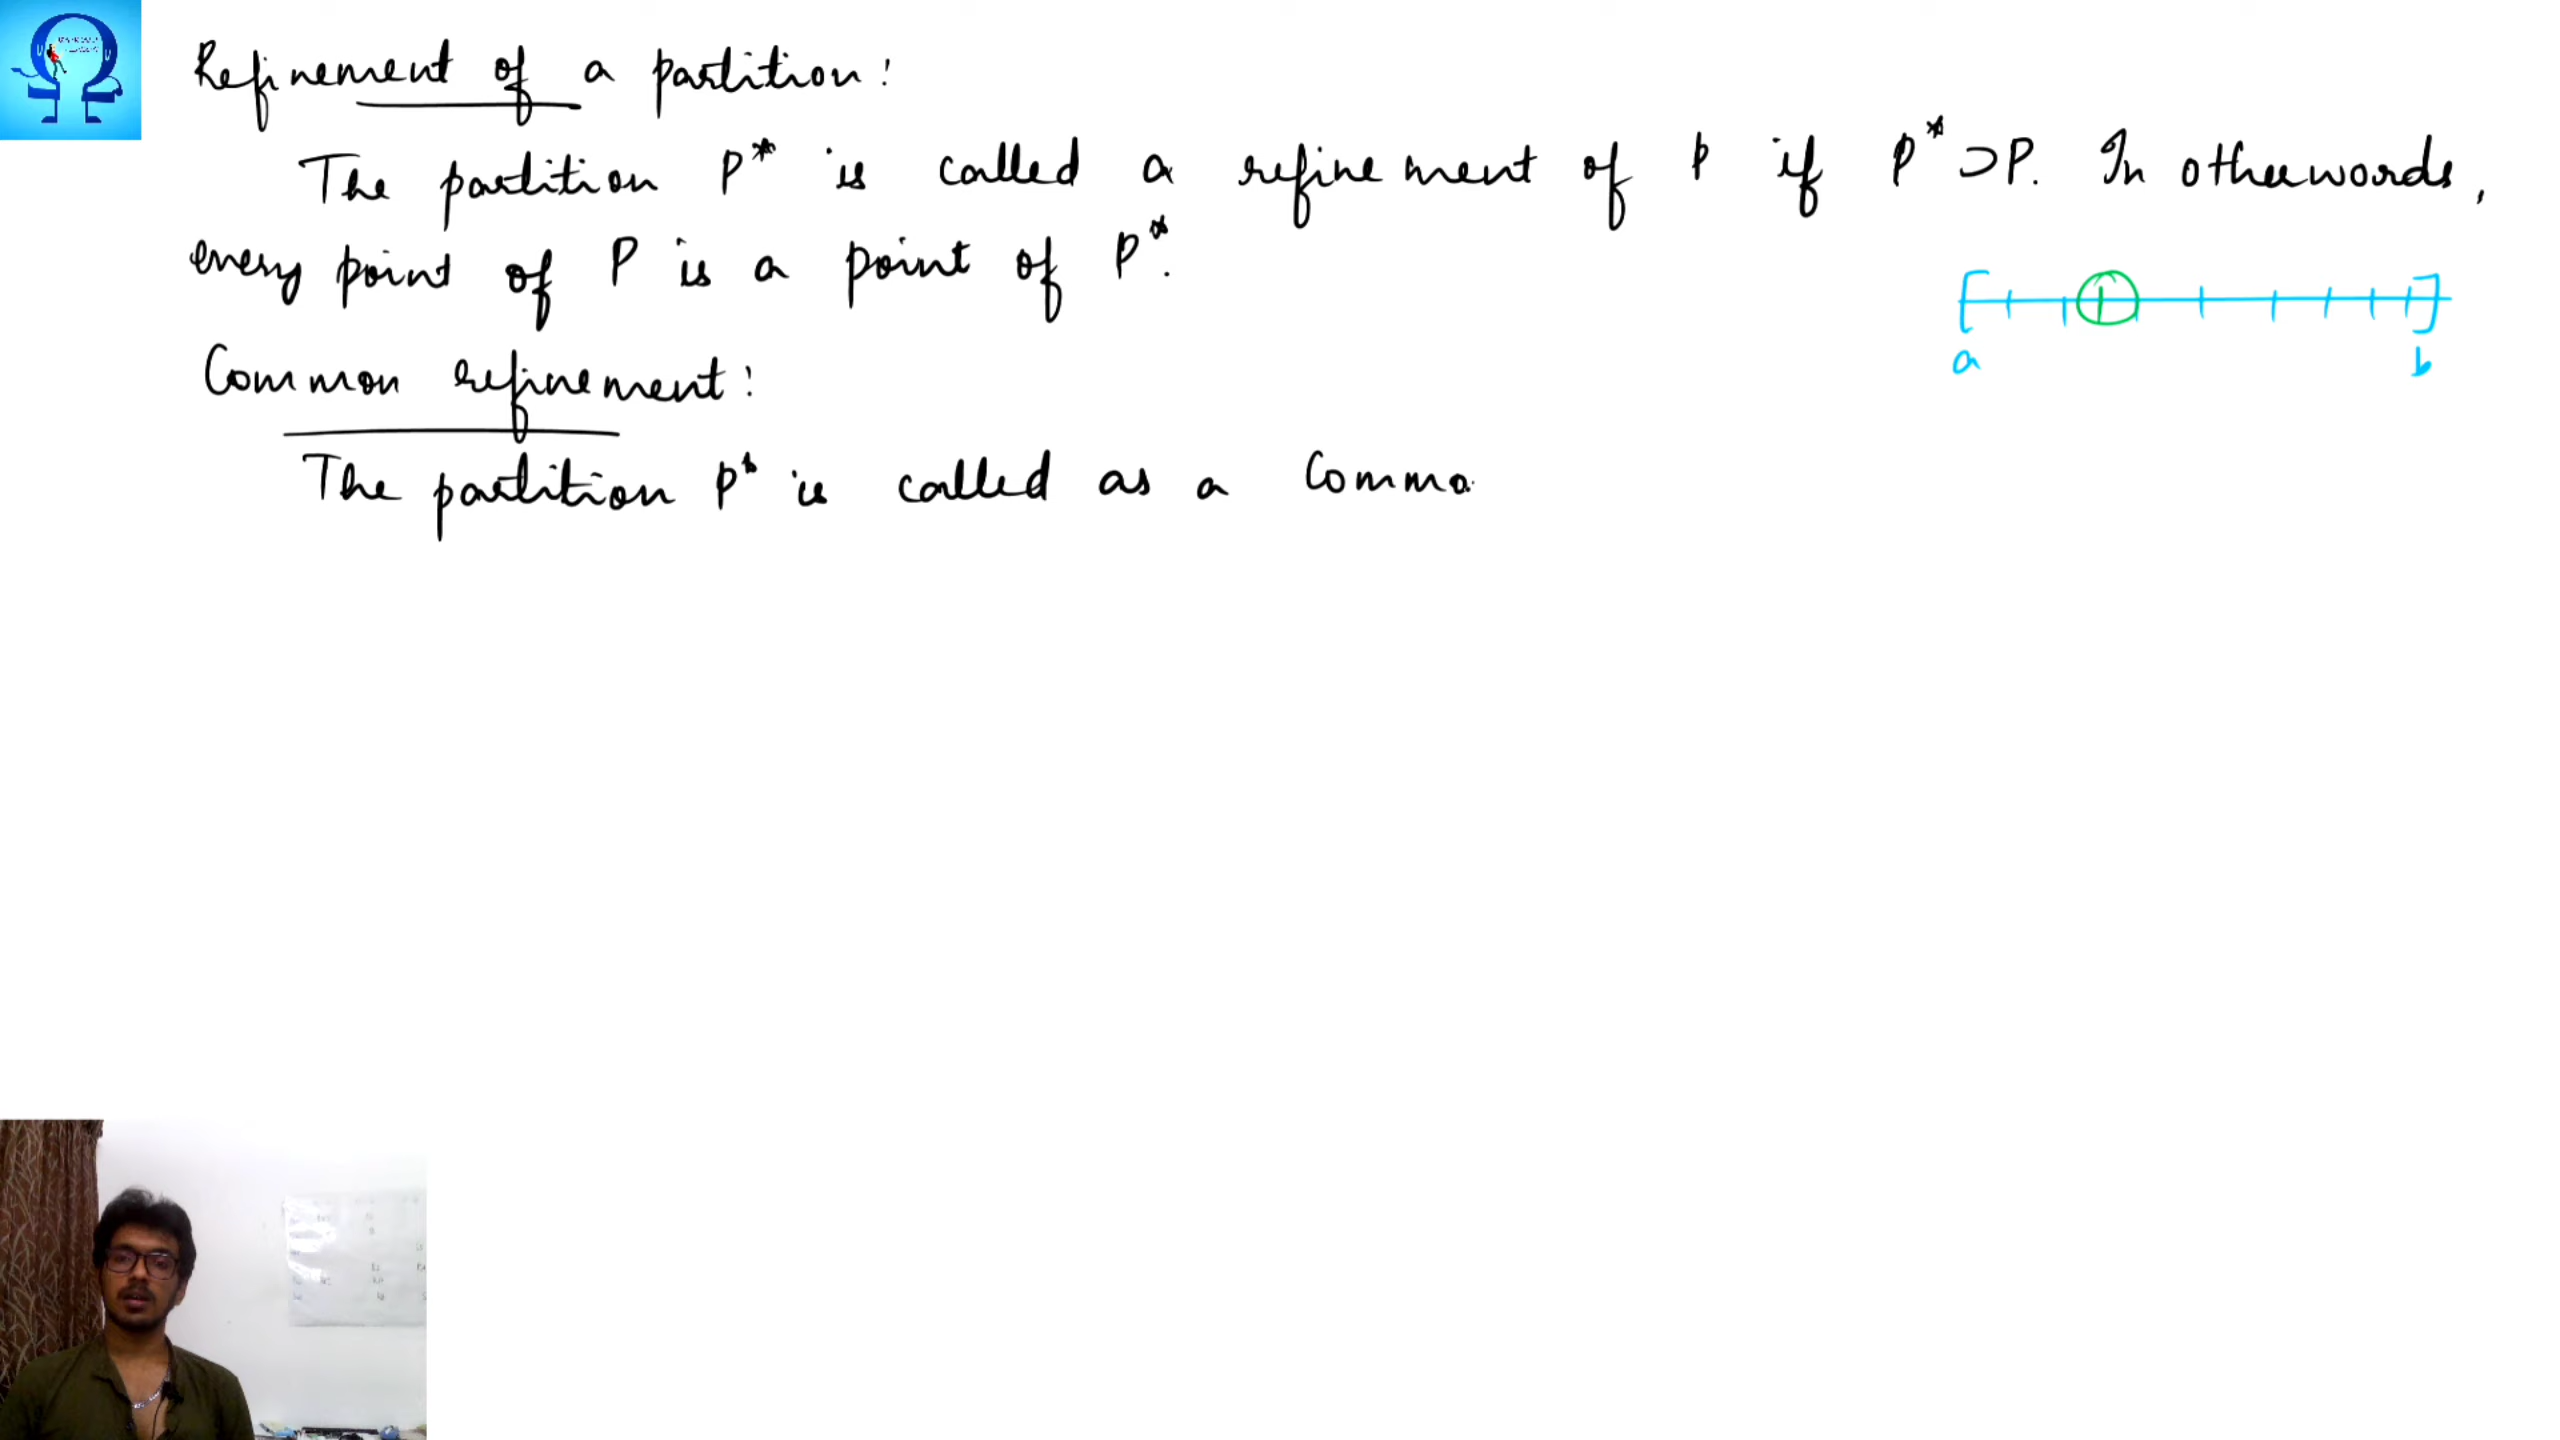 Refinement of a partition:
The partition P* is called a refinement of P if P* ⊃ P. In otherwords,
every point of P is a point of P*.
a b
Common refinement:
The partition P* is called as a Commo